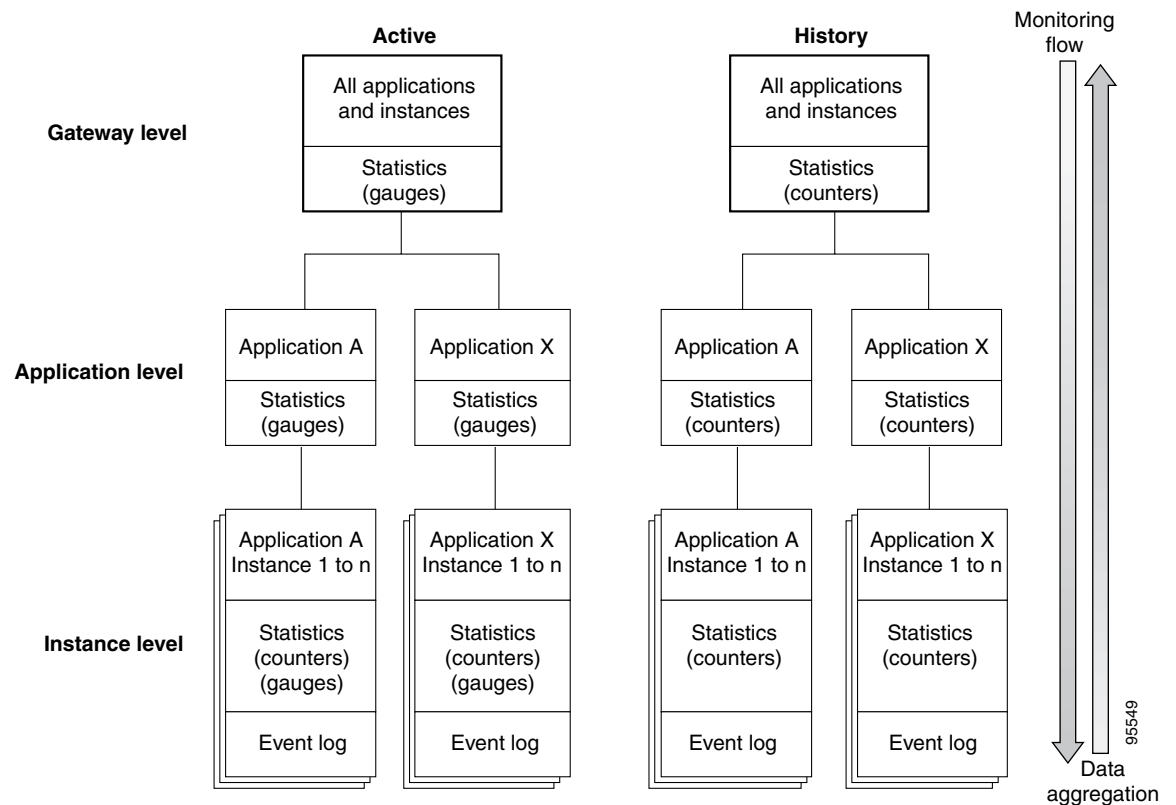 Active
History
Monitoring
flow
All applications
and instances
Statistics
(gauges)
All applications
and instances
Statistics
(counters)
Gateway level
Application level
Application A
Statistics
(gauges)
Application X
Statistics
(gauges)
Application A
Statistics
(counters)
Application X
Statistics
(counters)
Instance level
Application A
Instance 1 to n
Statistics
(counters)
(gauges)
Event log
Application X
Instance 1 to n
Statistics
(counters)
(gauges)
Event log
Application A
Instance 1 to n
Statistics
(counters)
Event log
Application X
Instance 1 to n
Statistics
(counters)
Event log
95549
Data
aggregation